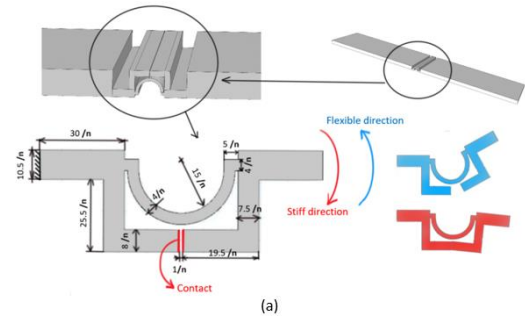 30 /n
5 /n
10.5 /n
15 /n
4 /n
4/n
25.5 /n
7.5 /n
8 /n
19.5 /n
1/n
Contact
Flexible direction
Stiff direction
(a)